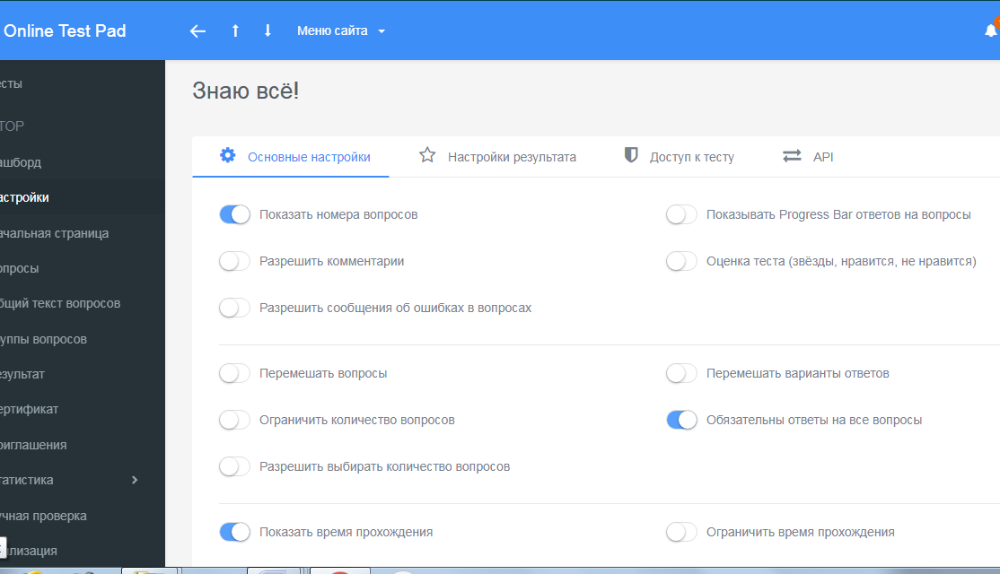 Online Test Pad
Меню сайта
есты
ТОР
ашборд
астройки
ачальная страница
опросы
бщий текст вопросов
уппы вопросов
езультат
ертификат
риглашения
татистика
учная проверка
лизация
Знаю всё!
Основные настройки
Настройки результата
Доступ к тесту
API
Показать номера вопросов
Показывать Progress Bar ответов на вопросы
Разрешить комментарии
Оценка теста (звёзды, нравится, не нравится)
Разрешить сообщения об ошибках в вопросах
Перемешать вопросы
Перемешать варианты ответов
Ограничить количество вопросов
Обязательны ответы на все вопросы
Разрешить выбирать количество вопросов
Показать время прохождения
Ограничить время прохождения